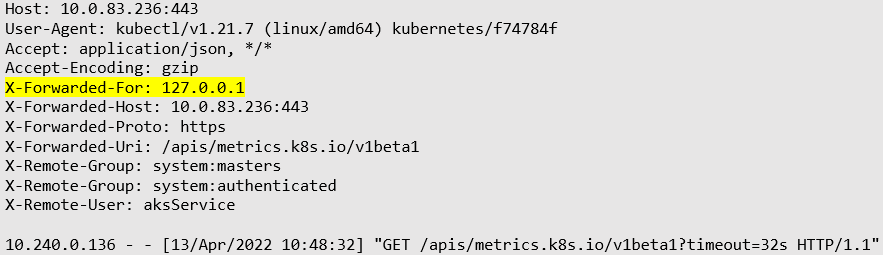 Host: 10.0.83.236:443
User-Agent: kubectl/v1.21.7 (linux/amd64) kubernetes/f74784f
Accept: application/json, */*
Accept-Encoding: gzip
X-Forwarded-For: 127.0.0.1
X-Forwarded-Host: 10.0.83.236:443
X-Forwarded-Proto: https
X-Forwarded-Uri: /apis/metrics.k8s.io/v1beta1
X-Remote-Group: system:masters
X-Remote-Group: system:authenticated
X-Remote-User: aksService
10.240.0.136 - - [13/Apr/2022 10:48:32] "GET /apis/metrics.k8s.io/v1beta1?timeout=32s HTTP/1.1"